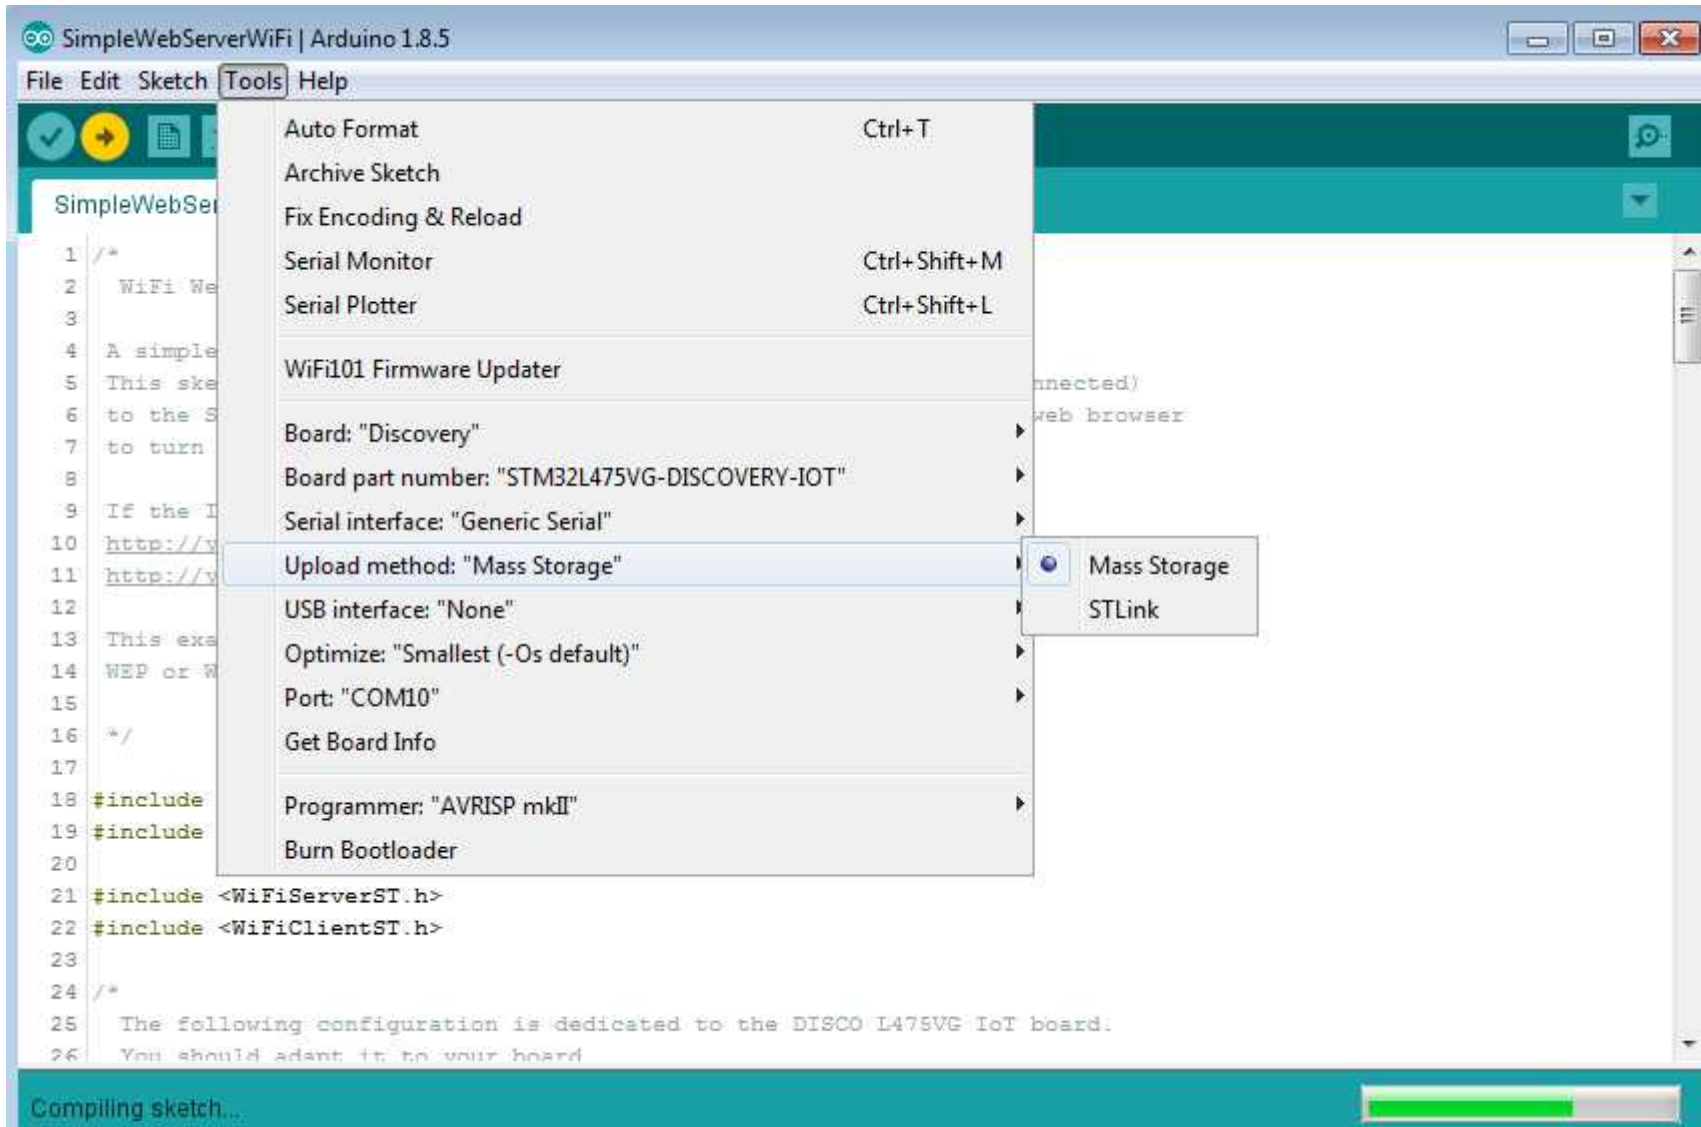 SimpleWebServerWiFi | Arduino 1.8.5
File Edit Sketch Tools Help
Auto Format Ctrl+T
Archive Sketch
SimpleWebSer
Fix Encoding & Reload
1 /*
Serial Monitor Ctrl+Shift+M
2 WiFi We
Serial Plotter Ctrl+Shift+L
3
4 A simple
WiFi101 Firmware Updater
5 This ske nnected)
6 to the S web browser
Board: "Discovery"
7 to turn
8
Board part number: "STM32L475VG-DISCOVERY-IOT"
9 If the I
Serial interface: "Generic Serial"
10 http://
Upload method: "Mass Storage" Mass Storage
11 http://
12
USB interface: "None" STLink
13 This exa
Optimize: "Smallest (-Os default)"
14 WEP or W
15
Port: "COM10"
16 */
Get Board Info
17
18 #include
Programmer: "AVRISP mkII"
19 #include
Burn Bootloader
20
21 #include <WiFiServerST.h>
22 #include <WiFiClientST.h>
23
24 /*
25 The following configuration is dedicated to the DISCO L475VG IoT board.
26 You should adapt it to your board
Compiling sketch...